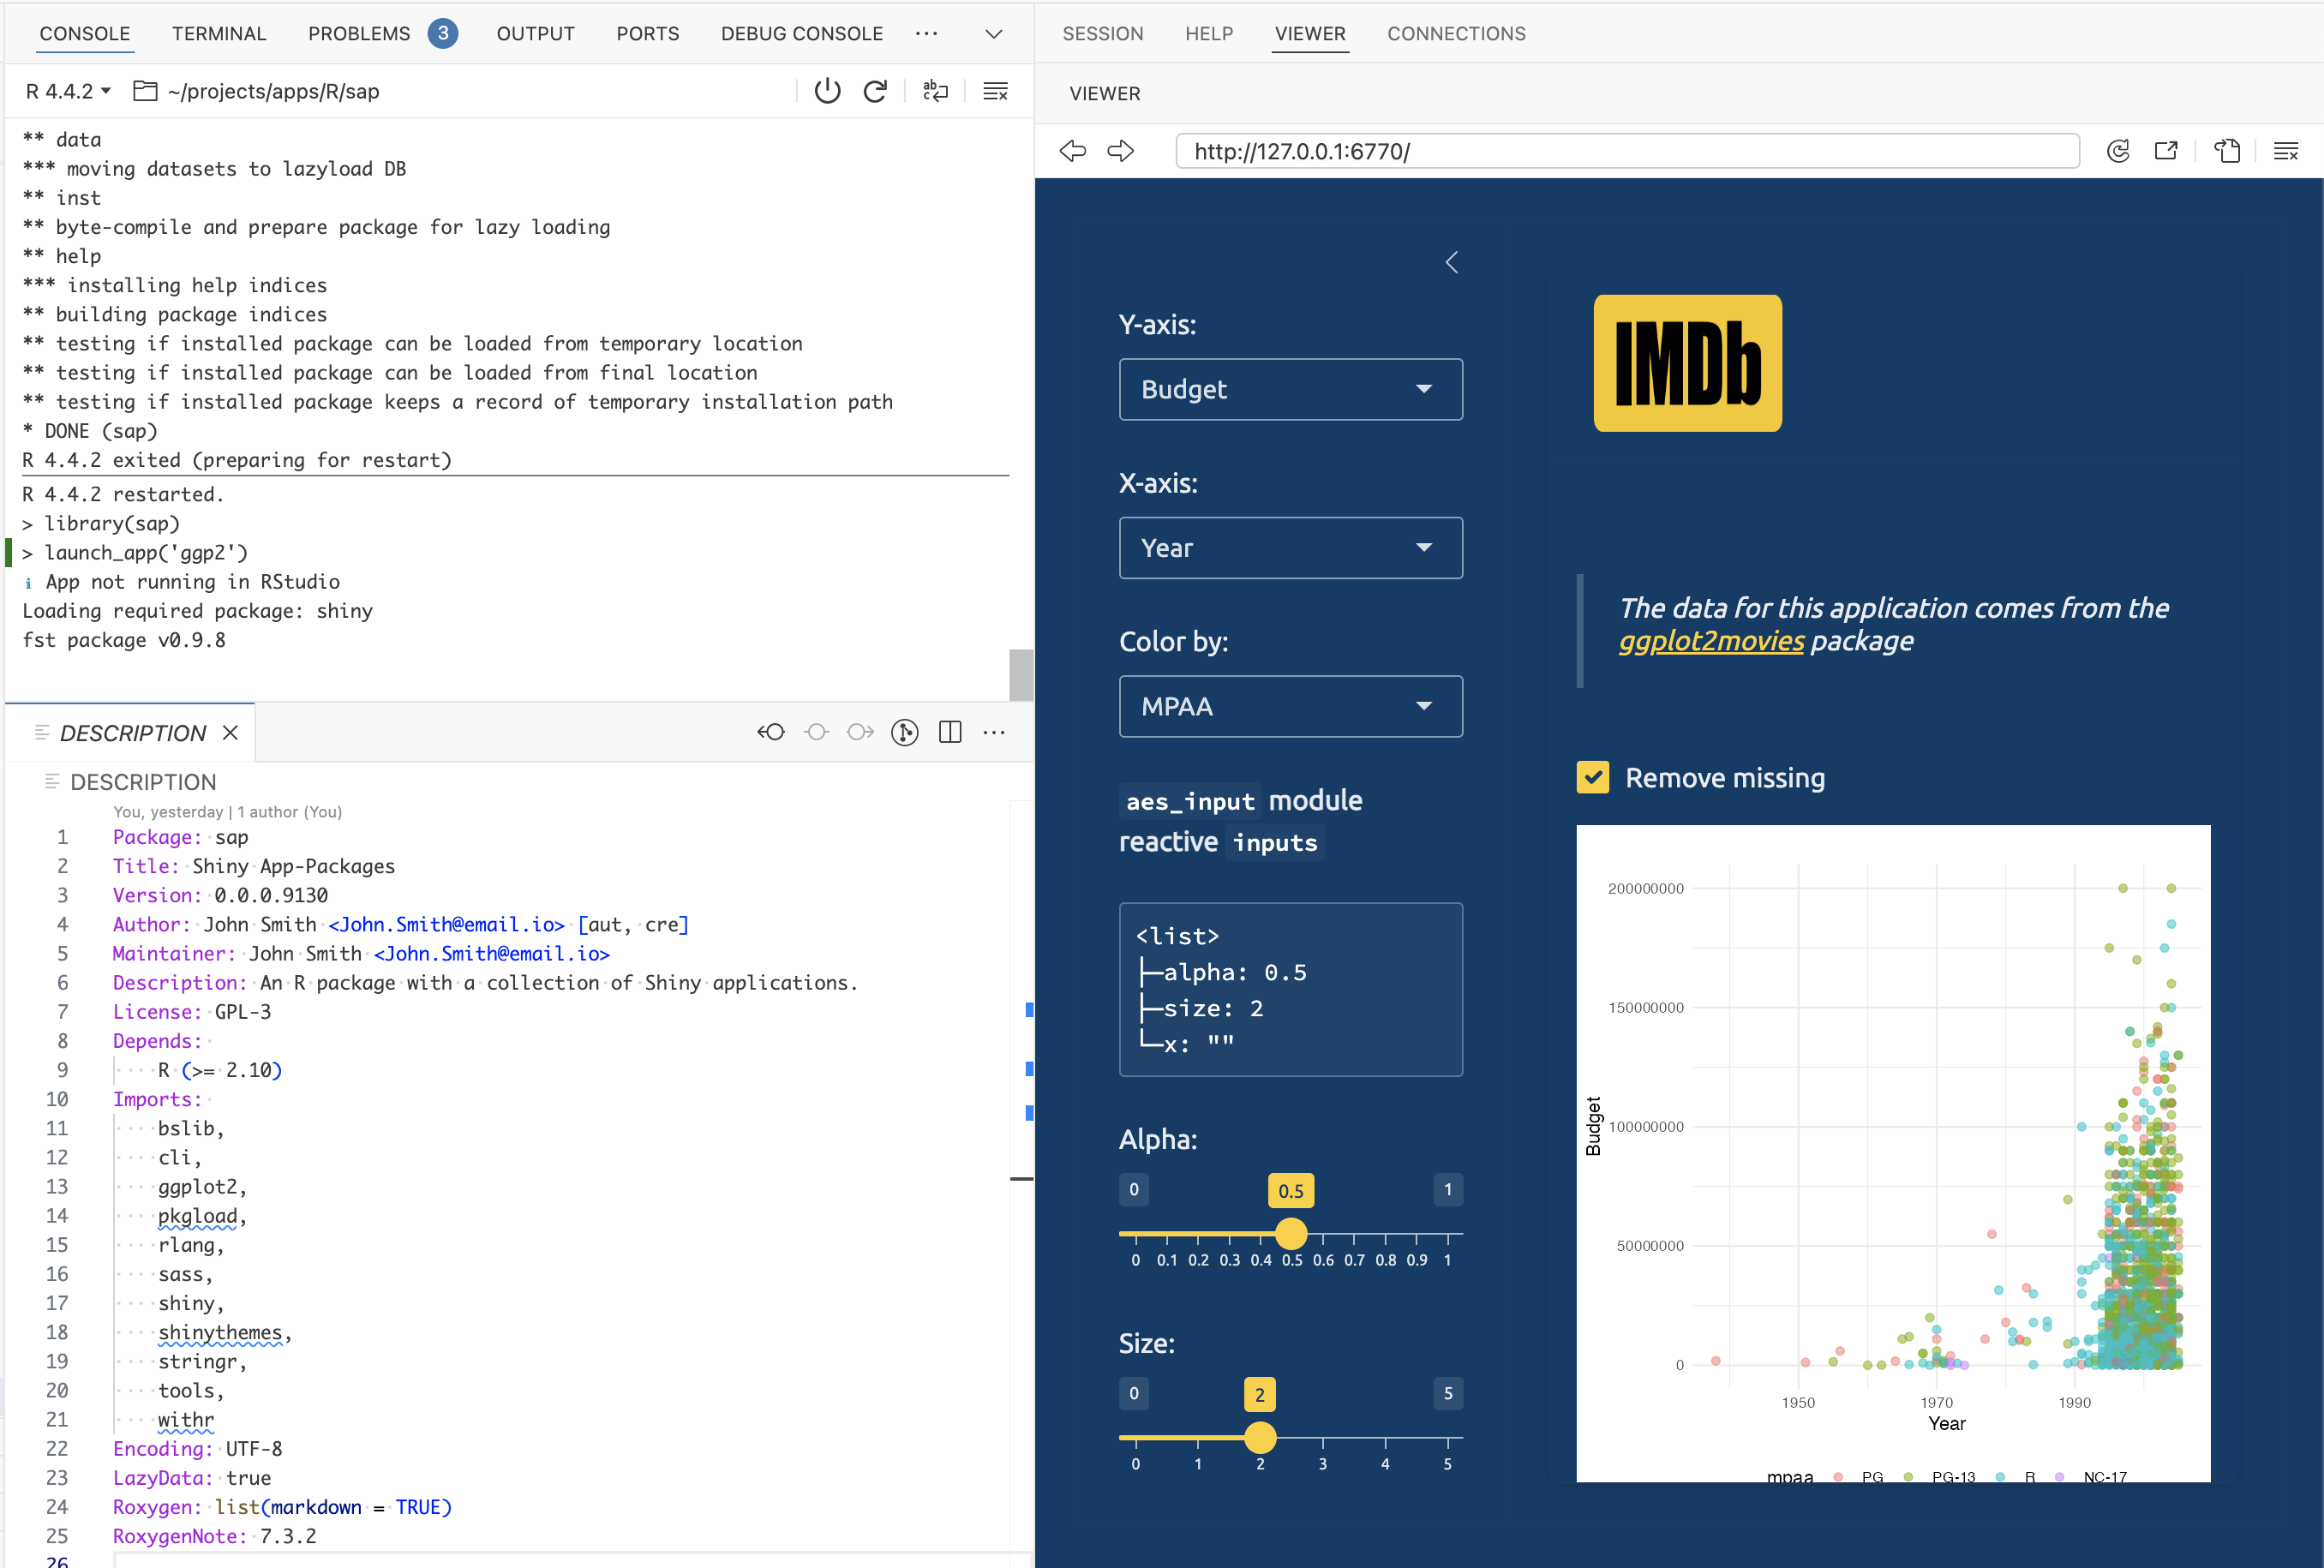 CONSOLE TERMINAL PROBLEMS 3 OUTPUT PORTS DEBUG CONSOLE ···
R 4.4.2 ~/projects/apps/R/sap
** data
*** moving datasets to lazyload DB
** inst
** byte-compile and prepare package for lazy loading
** help
*** installing help indices
** building package indices
** testing if installed package can be loaded from temporary location
** testing if installed package can be loaded from final location
** testing if installed package keeps a record of temporary installation path
* DONE (sap)
R 4.4.2 exited (preparing for restart)
R 4.4.2 restarted.
> library(sap)
> launch_app('ggp2')
ℹ App not running in RStudio
Loading required package: shiny
fst package v0.9.8
DESCRIPTION
DESCRIPTION
You, yesterday | 1 author (You)
1 Package: sap
2 Title: Shiny App-Packages
3 Version: 0.0.0.9130
4 Author: John Smith <John.Smith@email.io> [aut, cre]
5 Maintainer: John Smith <John.Smith@email.io>
6 Description: An R package with a collection of Shiny applications.
7 License: GPL-3
8 Depends:
9 R (>= 2.10)
10 Imports:
11 bslib,
12 cli,
13 ggplot2,
14 pkgload,
15 rlang,
16 sass,
17 shiny,
18 shinythemes,
19 stringr,
20 tools,
21 withr
22 Encoding: UTF-8
23 LazyData: true
24 Roxygen: list(markdown = TRUE)
25 RoxygenNote: 7.3.2
26
SESSION HELP VIEWER CONNECTIONS
VIEWER
http://127.0.0.1:6770/
Y-axis:
Budget
X-axis:
Year
Color by:
MPAA
aes_input module
reactive inputs
<list>
├─alpha: 0.5
├─size: 2
└─x: ""
Alpha:
0 0.5 1
0 0.1 0.2 0.3 0.4 0.5 0.6 0.7 0.8 0.9 1
Size:
0 2 5
0 1 2 3 4 5
IMDb
The data for this application comes from the
ggplot2movies package
Remove missing
200000000
150000000
100000000
50000000
0
Budget
1950 1970 1990
Year
mpaa PG PG-13 R NC-17